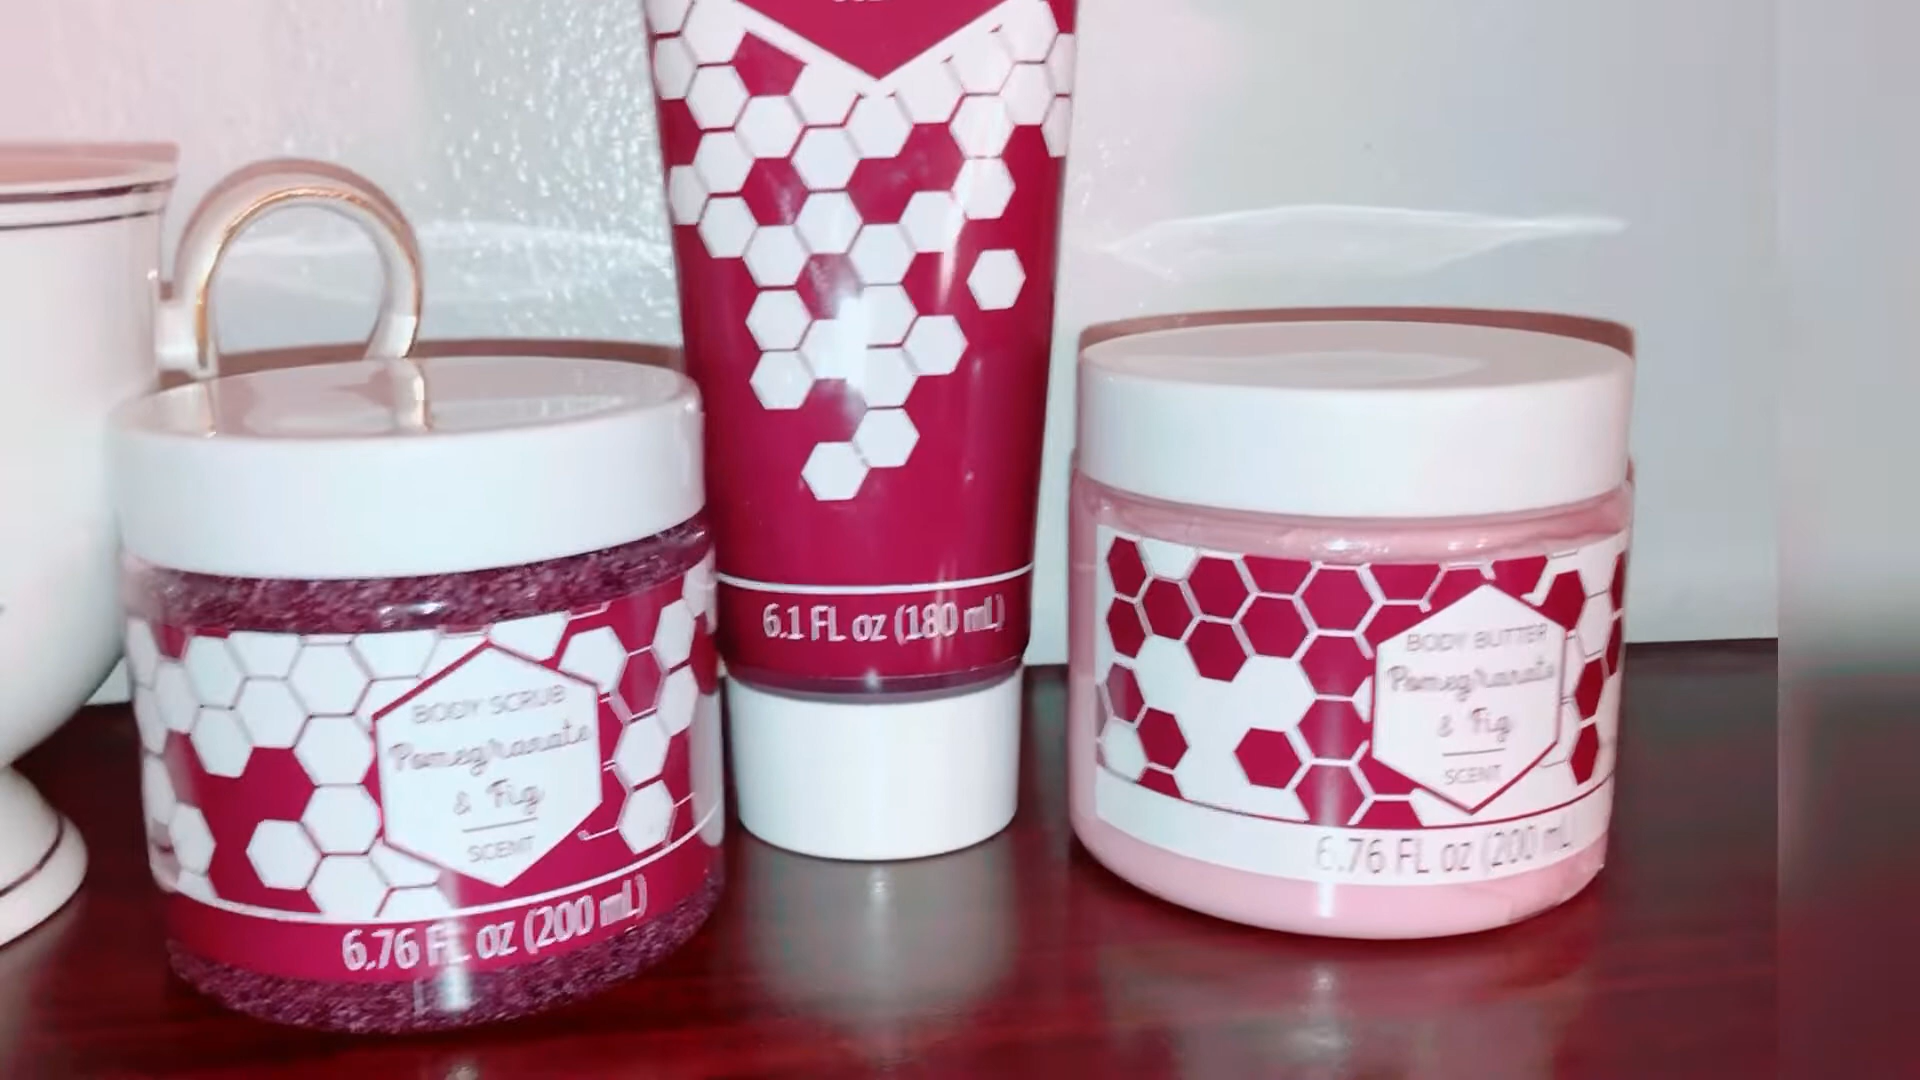 BODY SCRUB
Pomegranate
& Fig
SCENT
6.76 FL oz (200 mL)
6.1 FL oz (180 mL)
BODY BUTTER
Pomegranate
& Fig
SCENT
6.76 FL oz (200 mL)